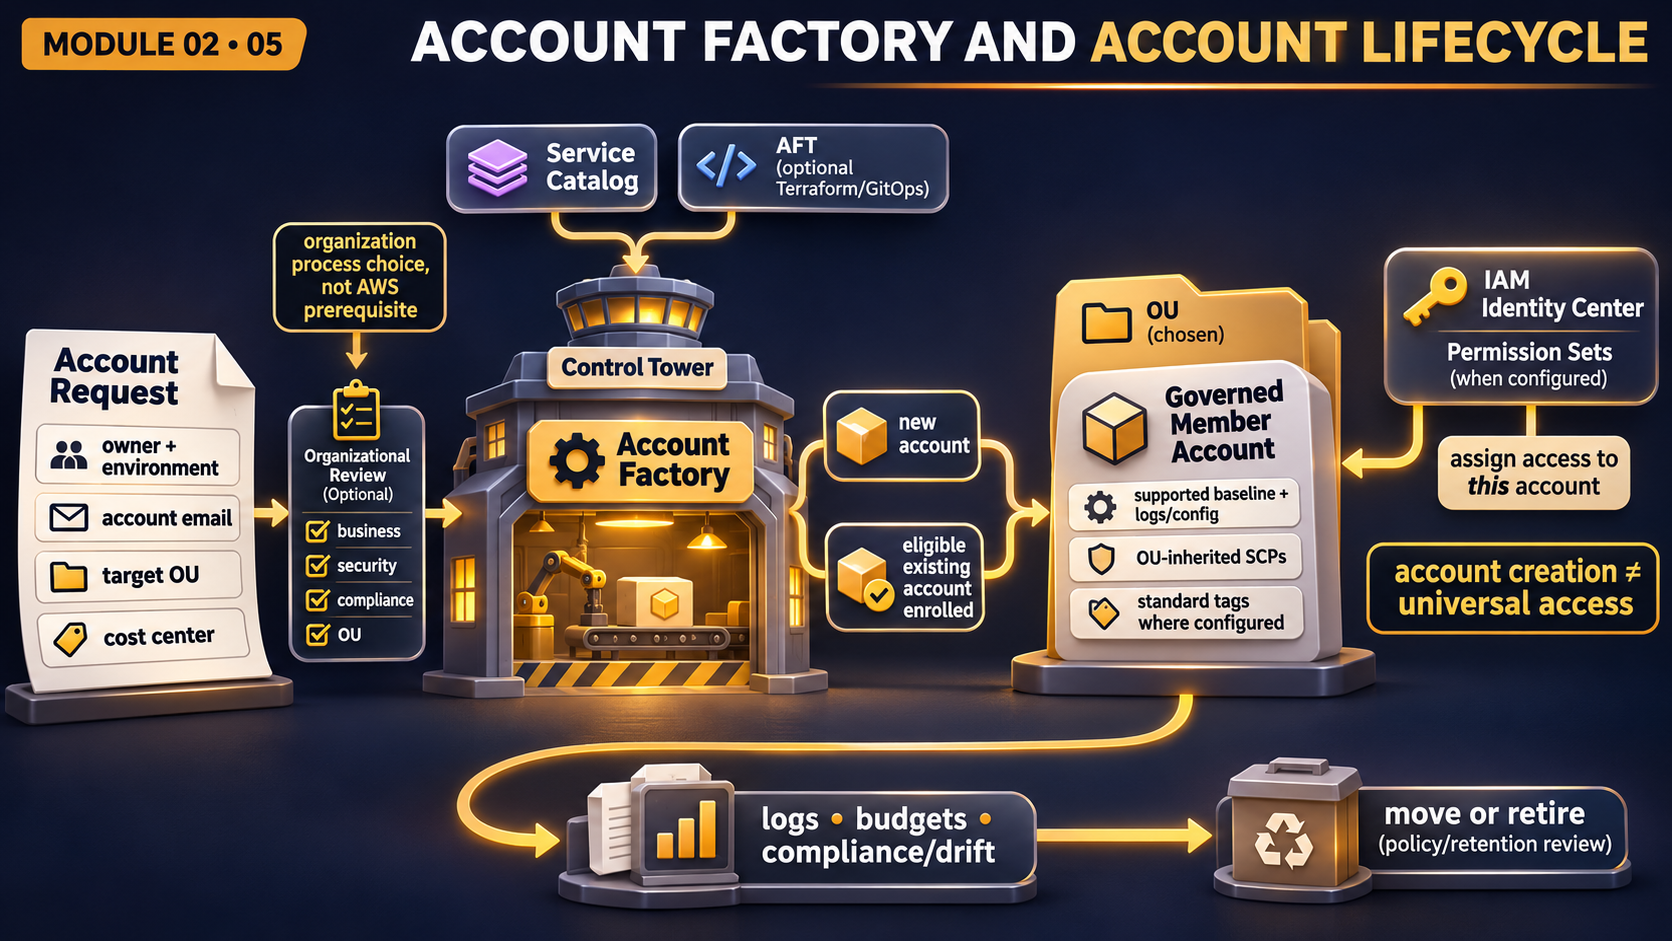 MODULE 02 • 05
ACCOUNT FACTORY AND ACCOUNT LIFECYCLE
Service
Catalog
AFT
(optional
Terraform/GitOps)
organization
process choice,
not AWS
prerequisite
Account
Request
owner +
environment
account email
target OU
cost center
Organizational
Review
(Optional)
business
security
compliance
OU
Control Tower
Account
Factory
new
account
eligible
existing
account
enrolled
OU
(chosen)
Governed
Member
Account
supported baseline +
logs/config
OU-inherited SCPs
standard tags
where configured
IAM
Identity Center
Permission Sets
(when configured)
assign access to
this account
account creation ≠
universal access
logs • budgets •
compliance/drift
move or retire
(policy/retention review)